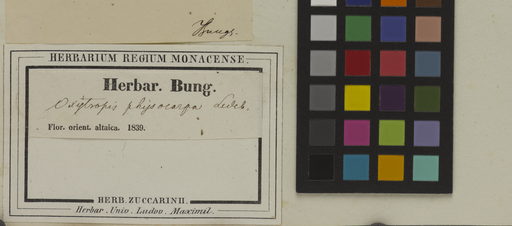 Bunge.
HERBARIUM REGIUM MONACENSE.
Herbar. Bung.
Oxytropis physocarpa Ledeb.
Flor. orient. altaica. 1839.
HERB. ZUCCARINII.
Herbar. Univ. Ludov. Maximil.